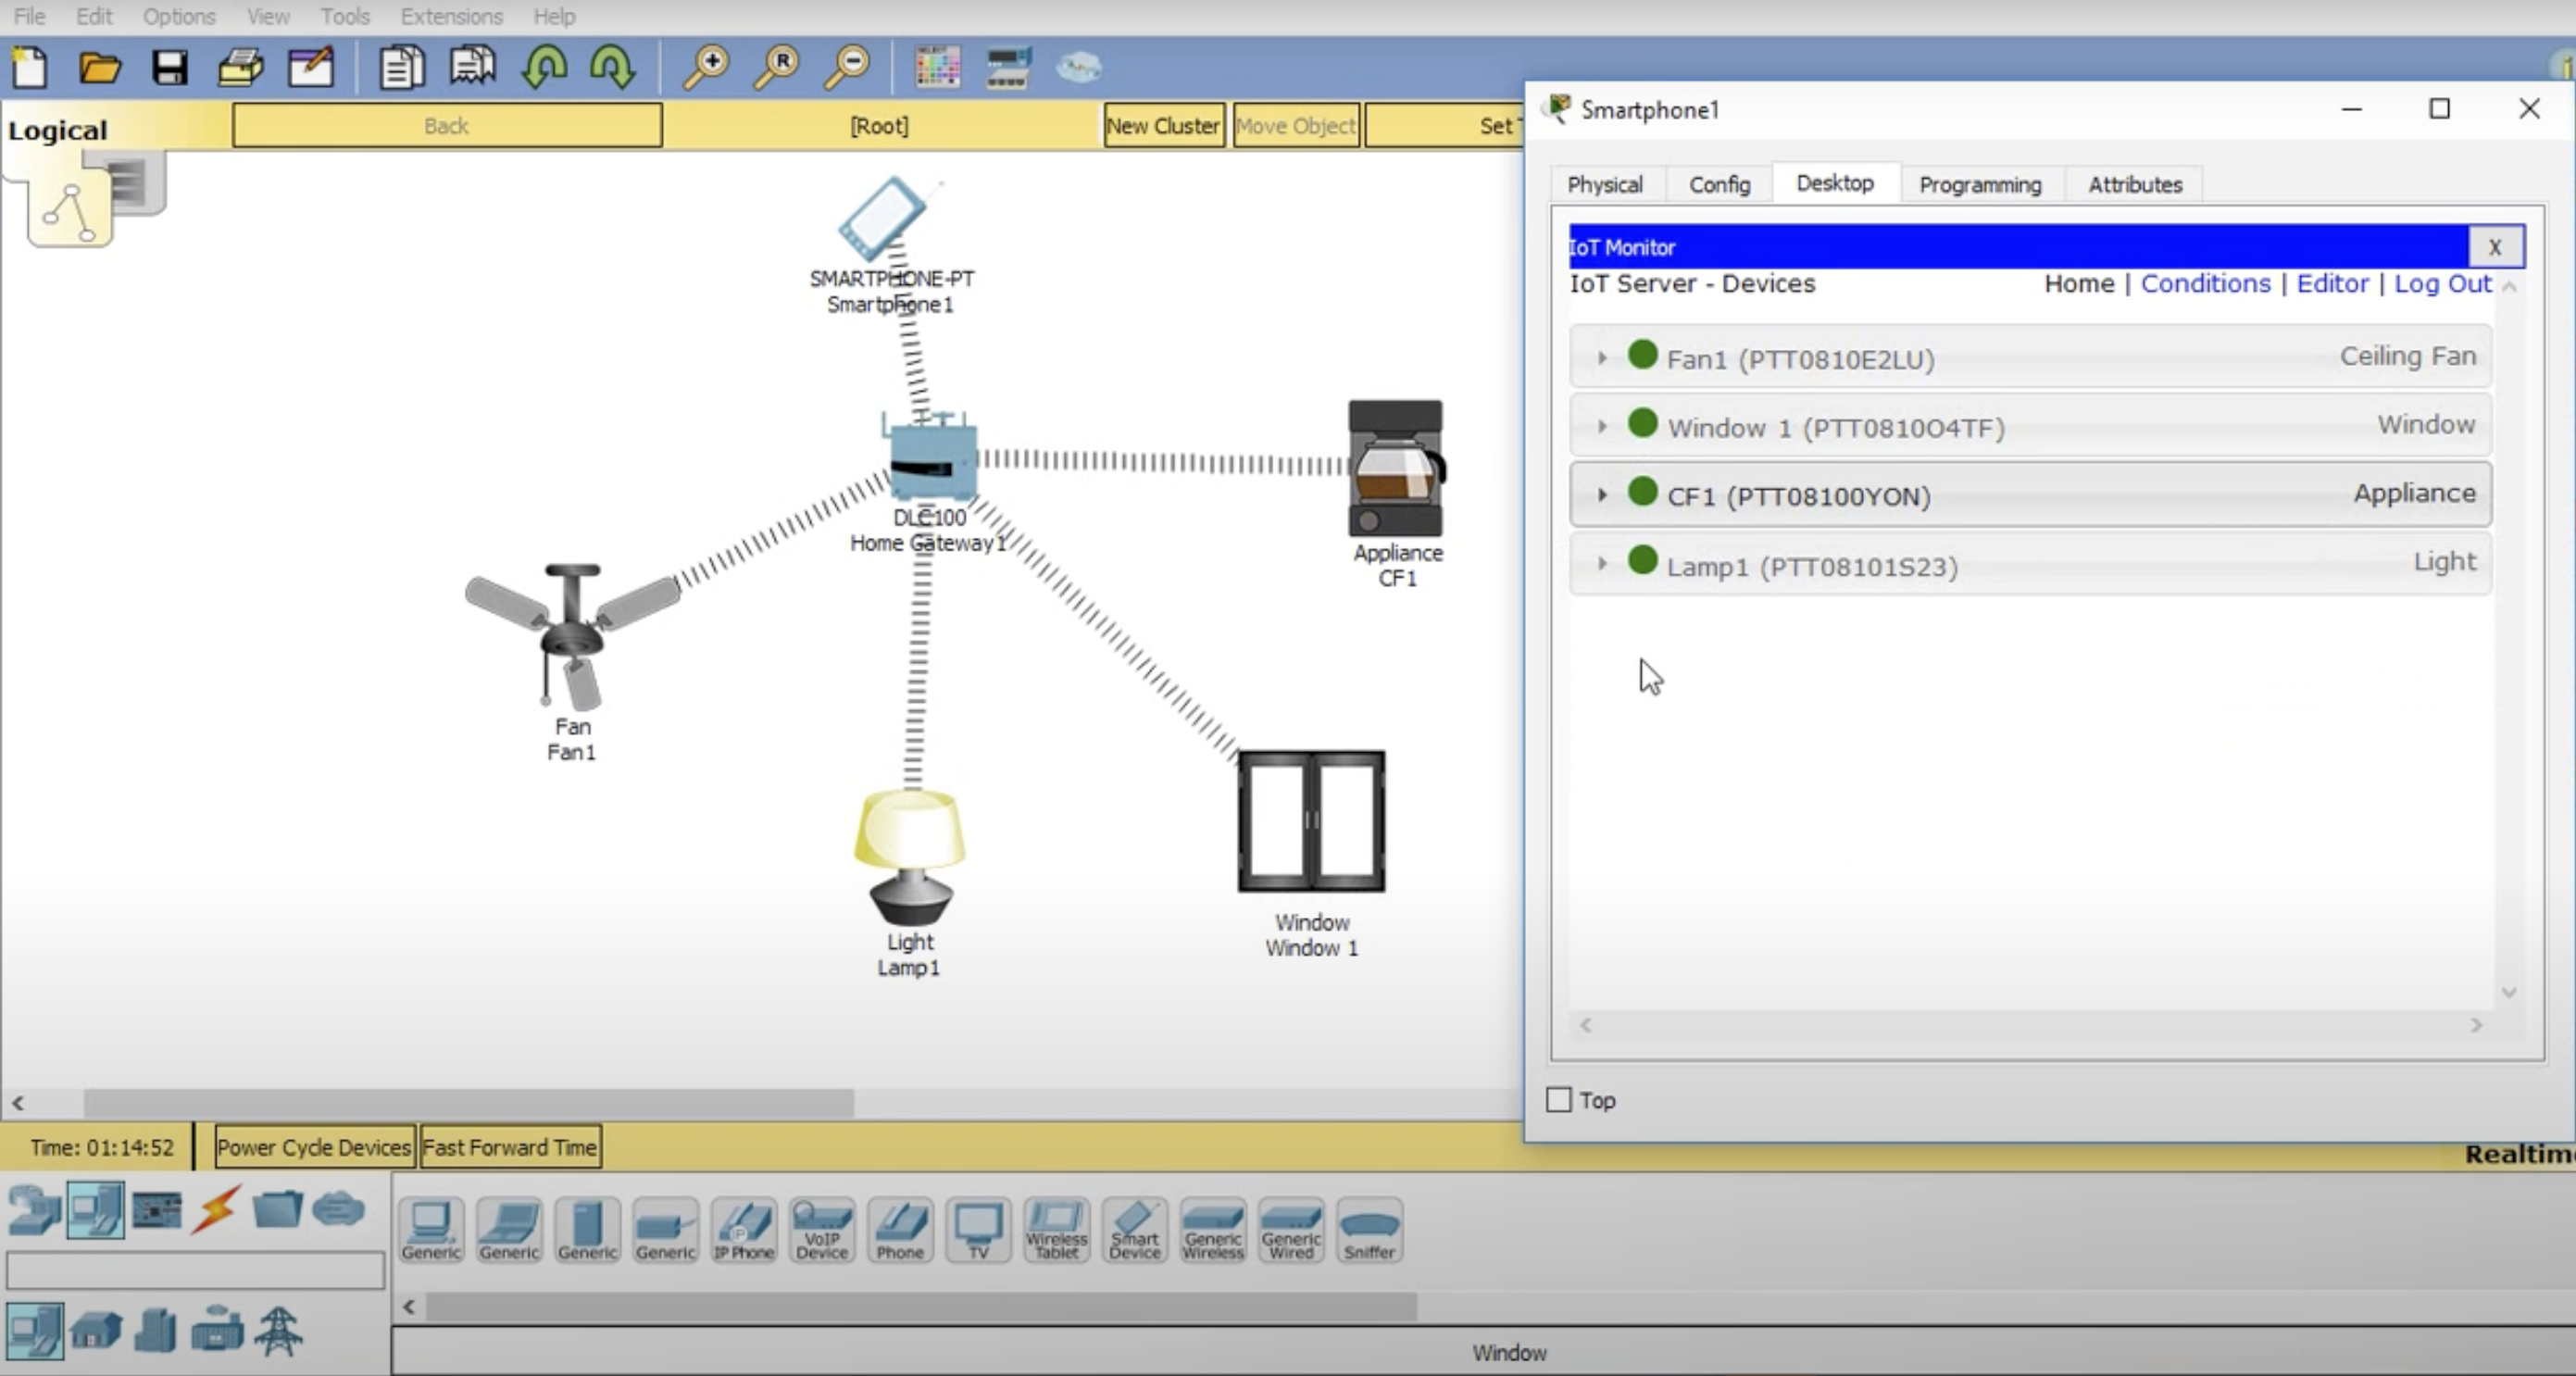 File Edit Options View Tools Extensions Help
SELECT
R
Logical
Back
[Root]
New Cluster
Move Object
Set
SMARTPHONE-PT
Smartphone1
DLC100
Home Gateway1
Appliance
CF1
Fan
Fan1
Light
Lamp1
Window
Window 1
Smartphone1
Physical Config Desktop Programming Attributes
IoT Monitor X
IoT Server - Devices Home | Conditions | Editor | Log Out
Fan1 (PTT0810E2LU) Ceiling Fan
Window 1 (PTT0810O4TF) Window
CF1 (PTT08100YON) Appliance
Lamp1 (PTT08101S23) Light
Top
Time: 01:14:52
Power Cycle Devices
Fast Forward Time
Realtim
Generic
Generic
Generic
Generic
IP
IP Phone
VoIP
Device
Phone
TV
Wireless
Tablet
Smart
Device
Generic
Wireless
Generic
Wired
Sniffer
Window